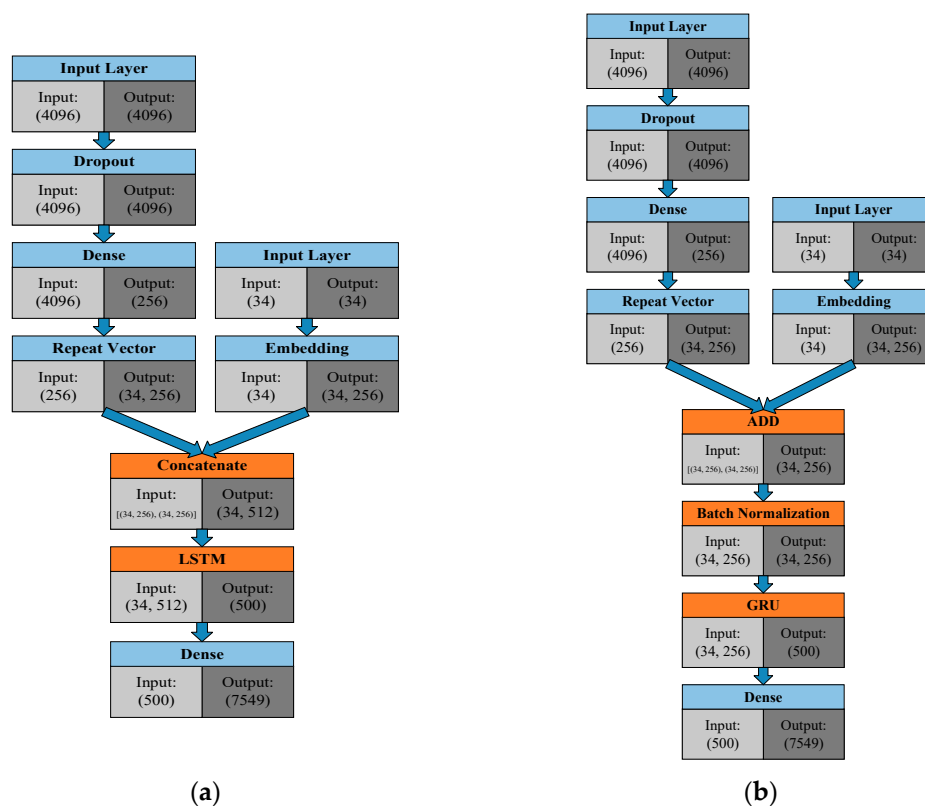 Input Layer
Input: Output:
(4096) (4096)
Dropout
Input: Output:
(4096) (4096)
Dense
Input: Output:
(4096) (256)
Input Layer
Input: Output:
(34) (34)
Repeat Vector
Input: Output:
(256) (34, 256)
Embedding
Input: Output:
(34) (34, 256)
Concatenate
Input: Output:
[(34, 256), (34, 256)] (34, 512)
LSTM
Input: Output:
(34, 512) (500)
Dense
Input: Output:
(500) (7549)
(a)
Input Layer
Input: Output:
(4096) (4096)
Dropout
Input: Output:
(4096) (4096)
Dense
Input: Output:
(4096) (256)
Input Layer
Input: Output:
(34) (34)
Repeat Vector
Input: Output:
(256) (34, 256)
Embedding
Input: Output:
(34) (34, 256)
ADD
Input: Output:
[(34, 256), (34, 256)] (34, 256)
Batch Normalization
Input: Output:
(34, 256) (34, 256)
GRU
Input: Output:
(34, 256) (500)
Dense
Input: Output:
(500) (7549)
(b)